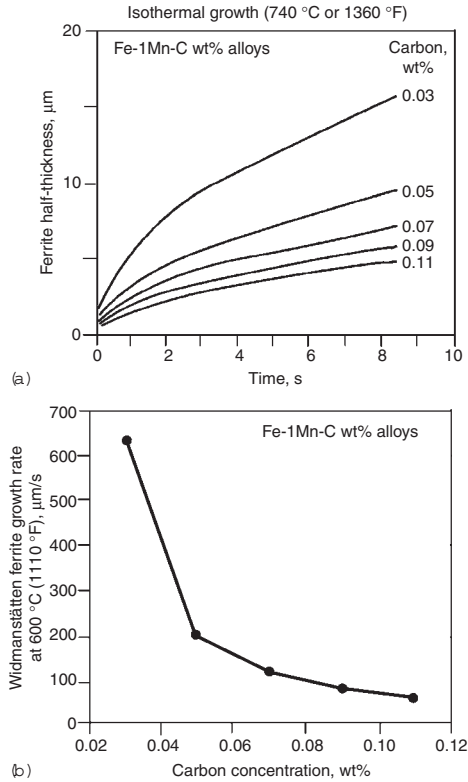 Isothermal growth (740 °C or 1360 °F)
20
Fe-1Mn-C wt% alloys
Carbon,
wt%
0.03
10
0.05
0.07
0.09
0.11
0
Ferrite half-thickness, µm
0 2 4 6 8 10
Time, s
(a)
700
Fe-1Mn-C wt% alloys
600
500
400
300
200
100
0
Widmanstätten ferrite growth rate
at 600 °C (1110 °F), µm/s
0.02 0.04 0.06 0.08 0.10 0.12
Carbon concentration, wt%
(b)